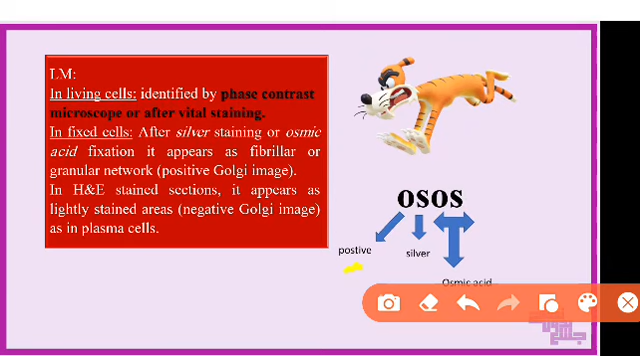 LM:
In living cells: identified by phase contrast
microscope or after vital staining.
In fixed cells: After silver staining or osmic
acid fixation it appears as fibrillar or
granular network (positive Golgi image).
In H&E stained sections, it appears as
lightly stained areas (negative Golgi image)
as in plasma cells.
osos
postive
silver
Osmic acid